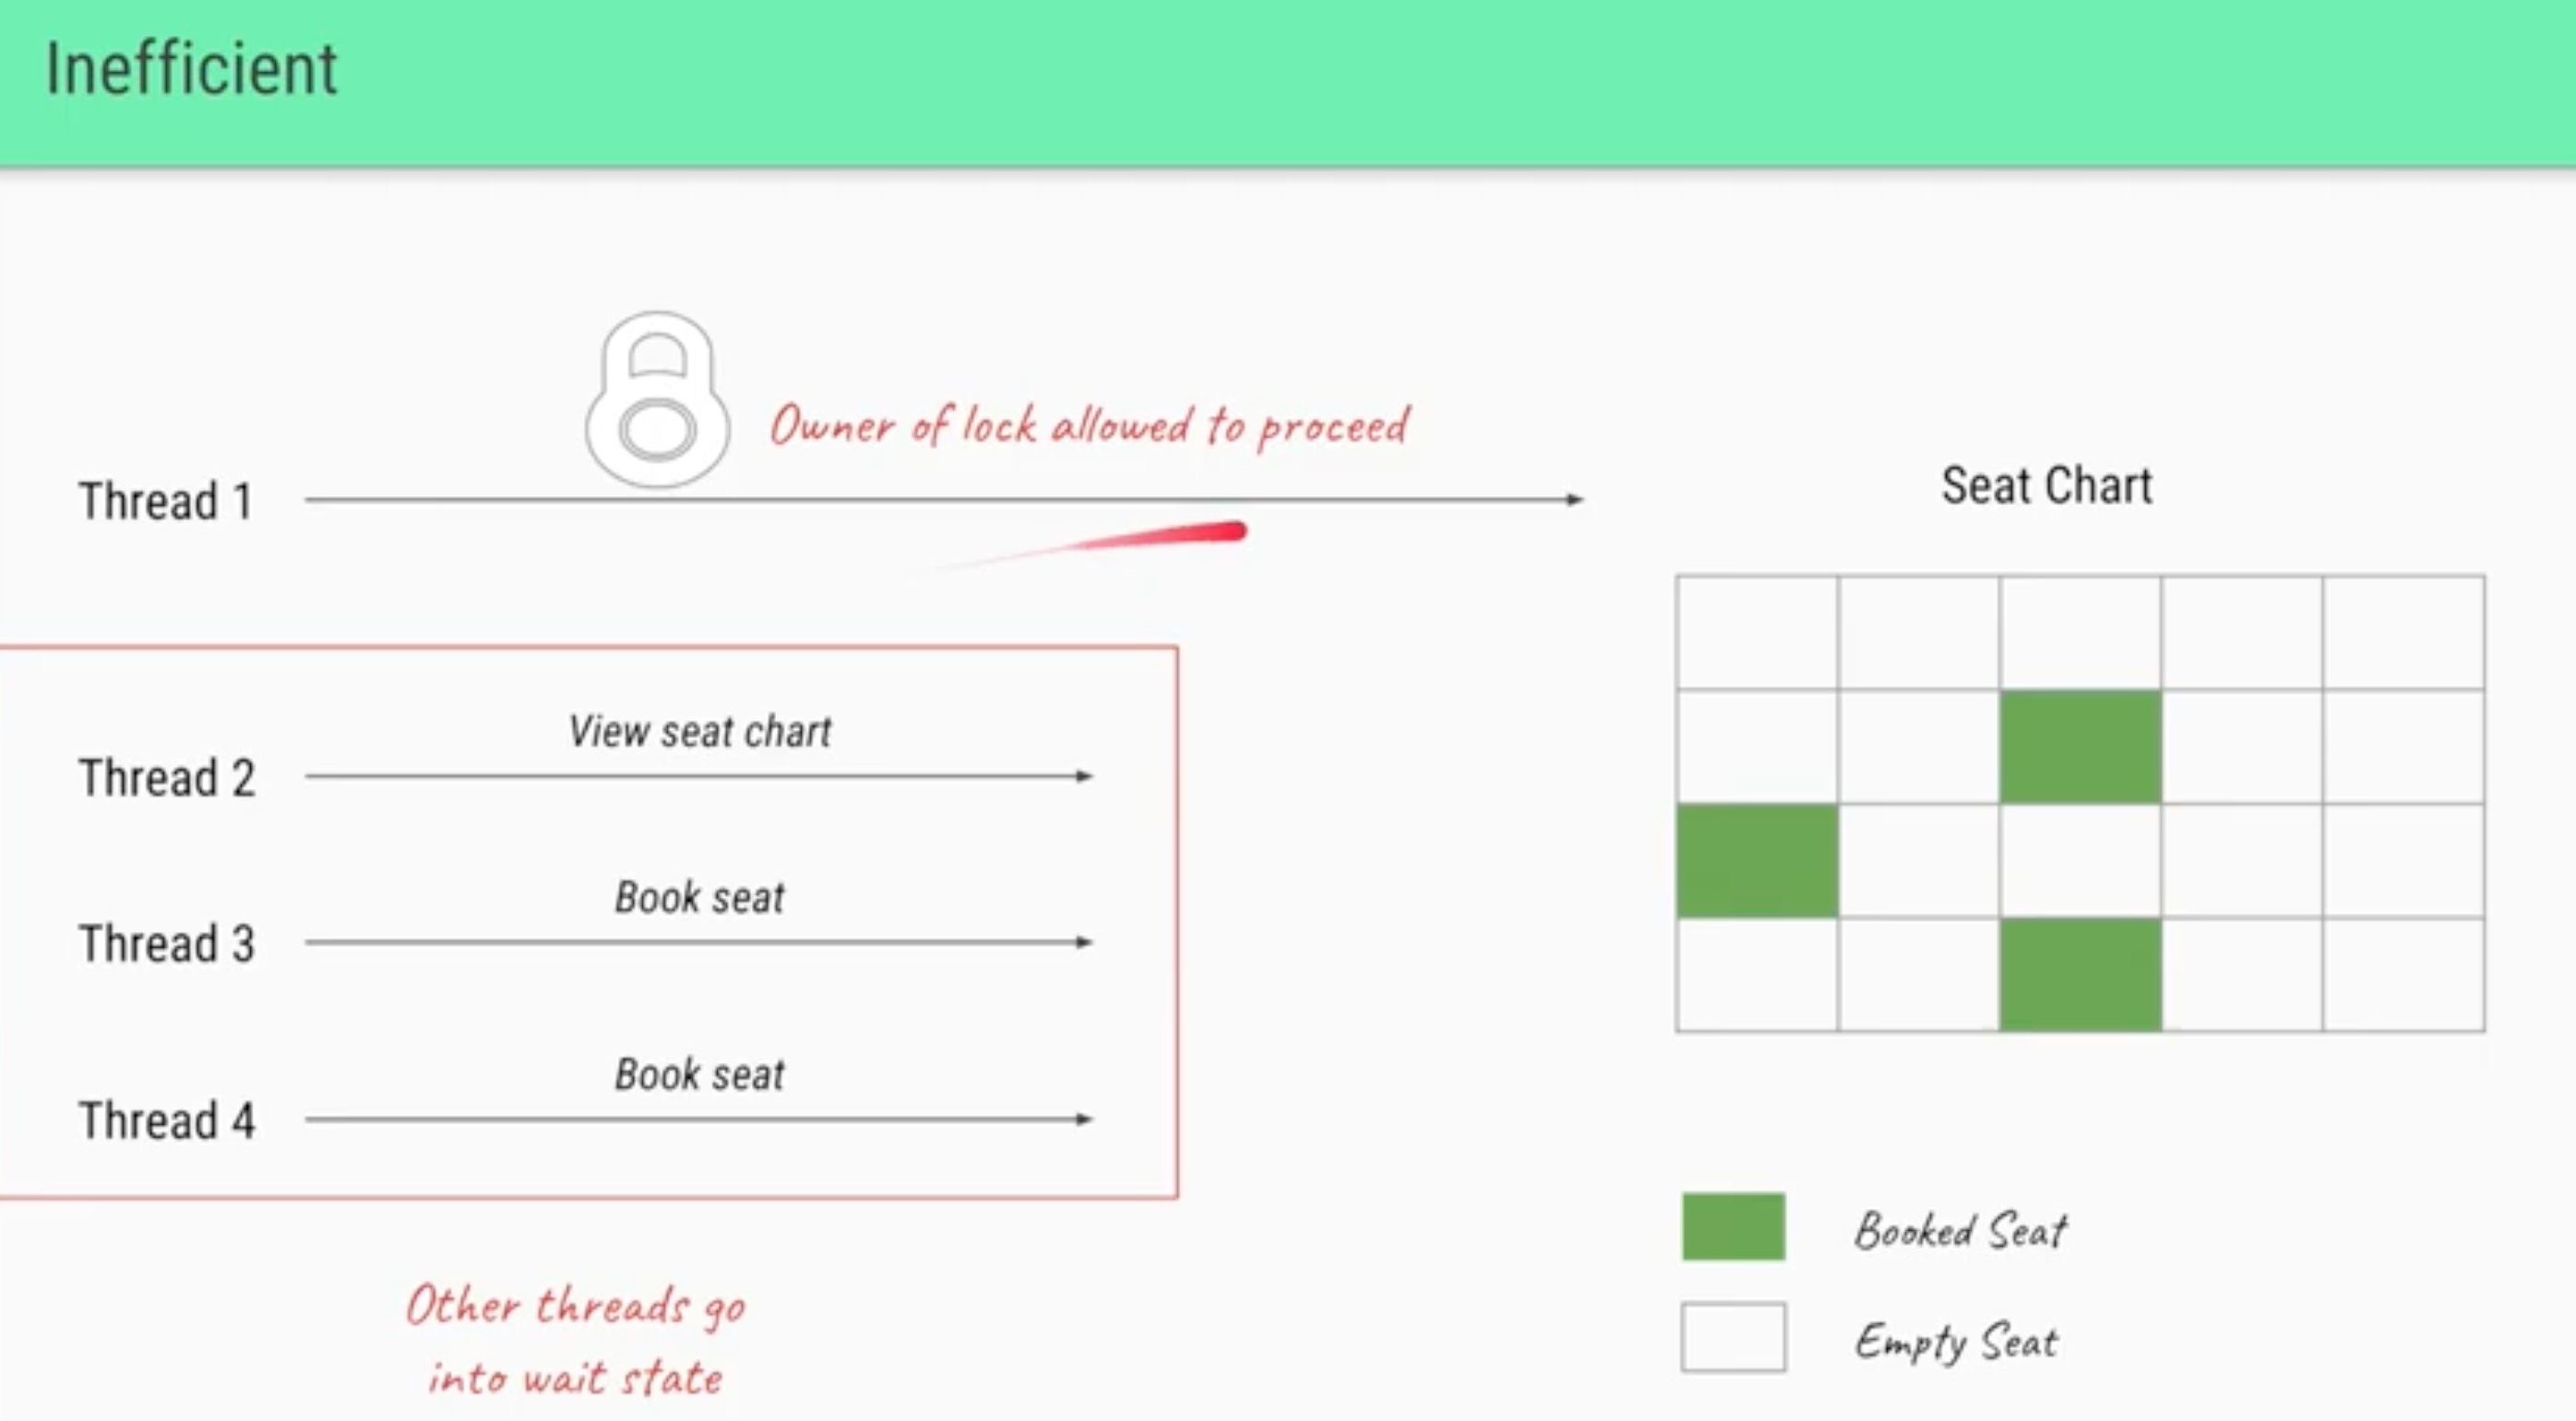 Inefficient
Owner of lock allowed to proceed
Thread 1
Seat Chart
View seat chart
Thread 2
Book seat
Thread 3
Book seat
Thread 4
Booked Seat
Empty Seat
Other threads go
into wait state